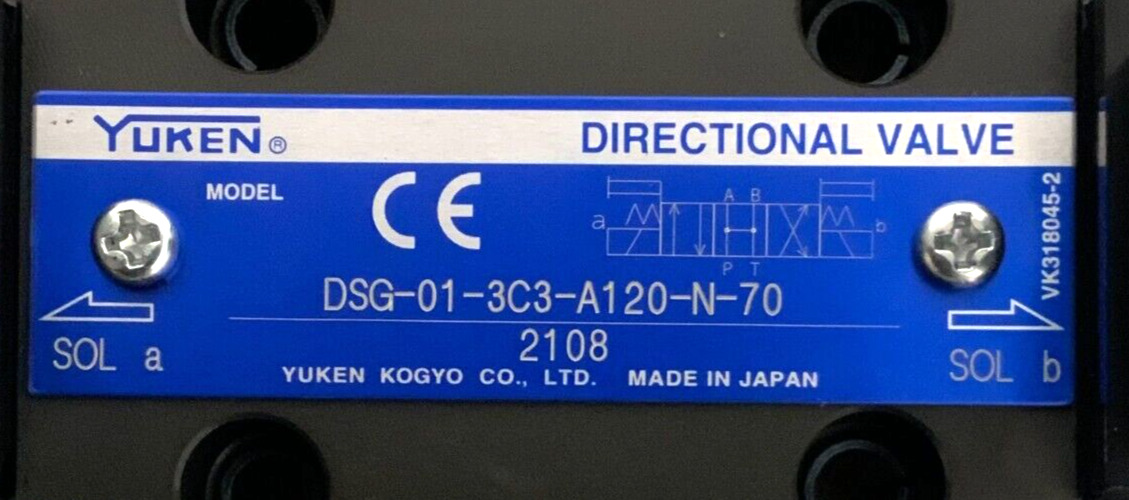 YUKEN® DIRECTIONAL VALVE
MODEL
CE
A B
a b
P T
VK318045-2
DSG-01-3C3-A120-N-70
2108
SOL a
SOL b
YUKEN KOGYO CO., LTD. MADE IN JAPAN